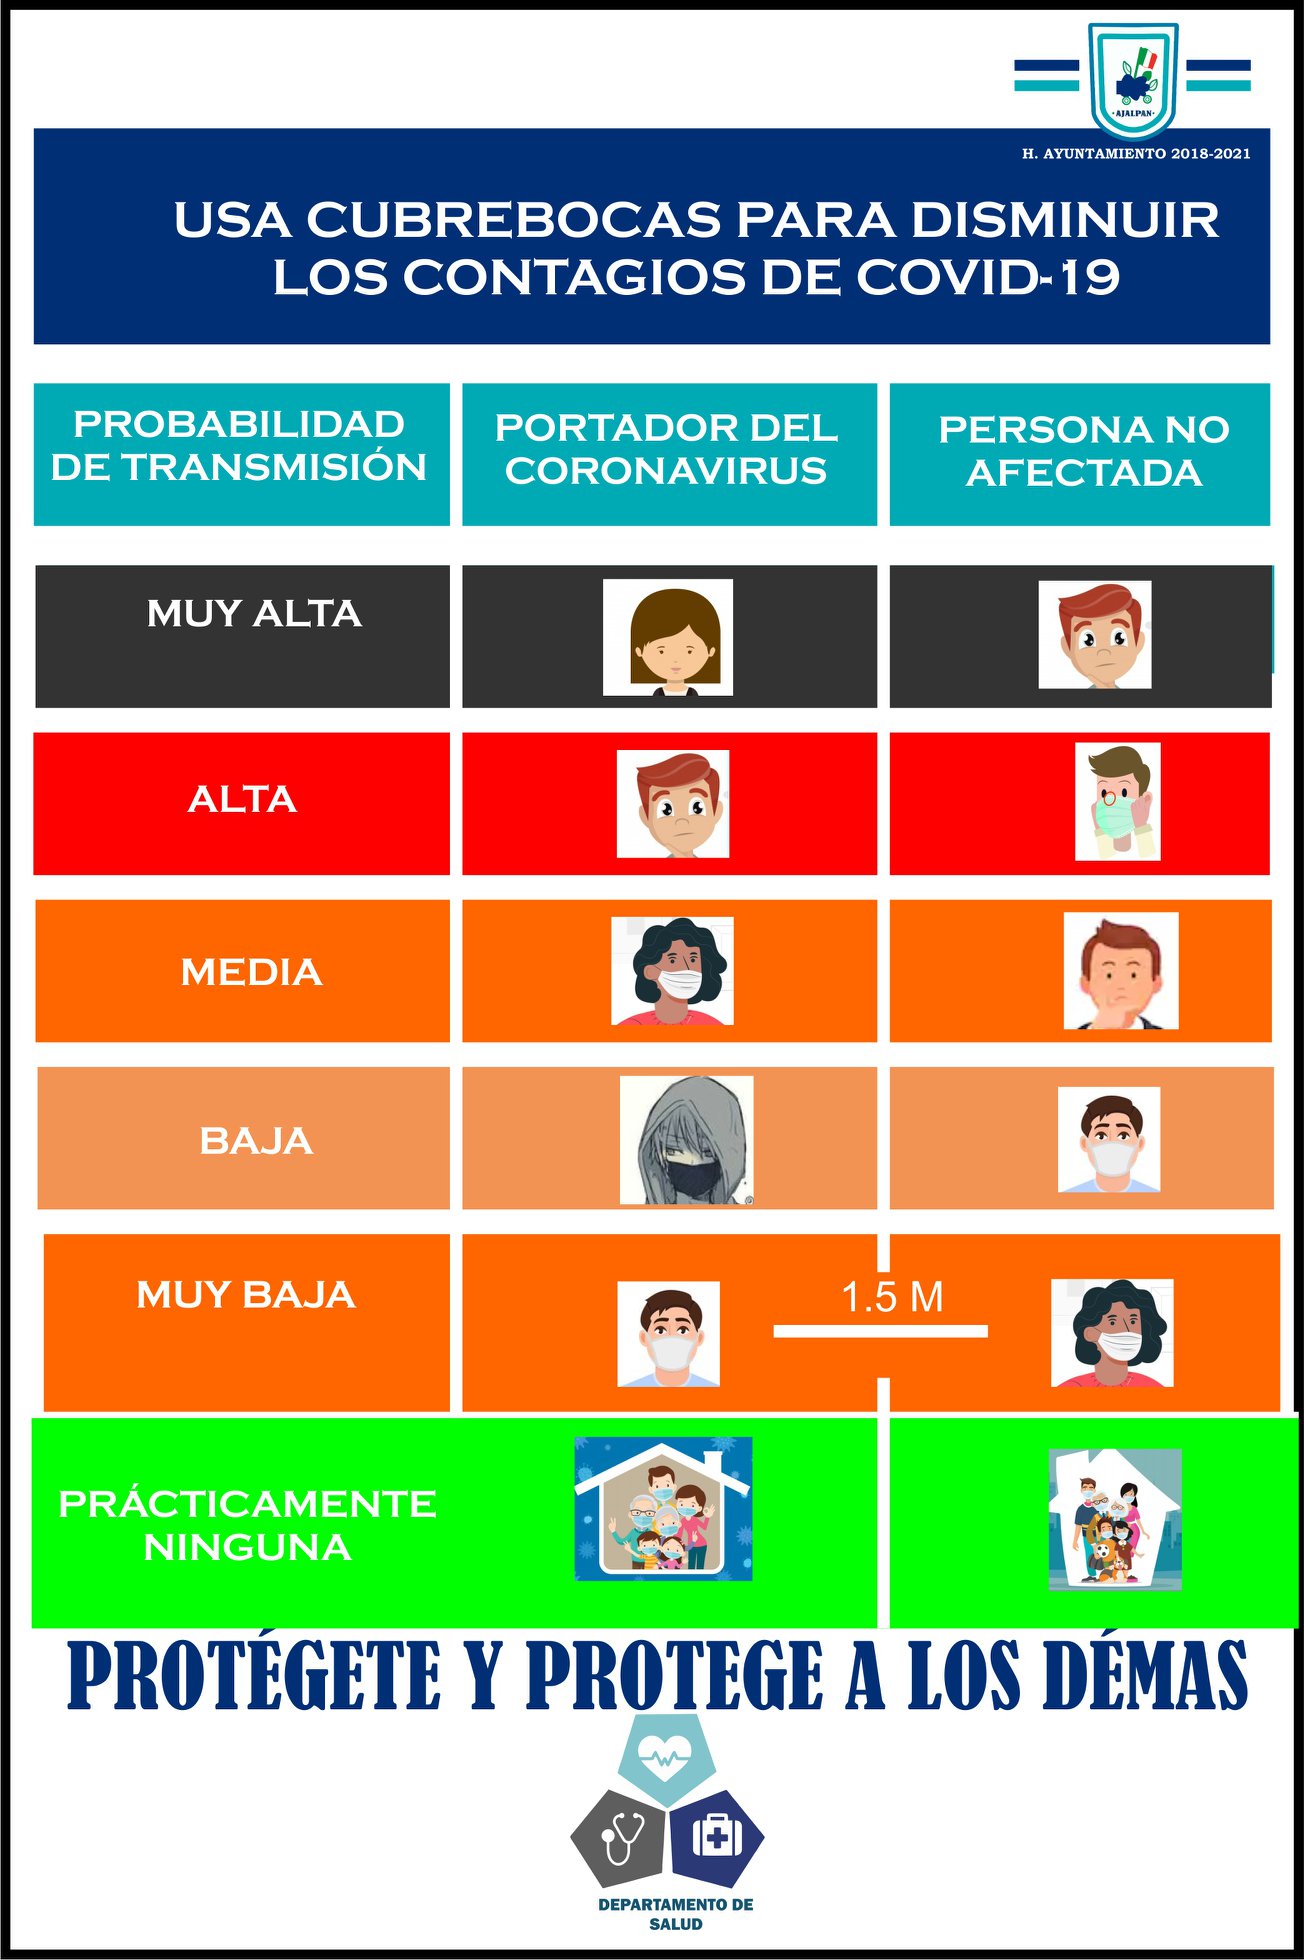 ·AJALPAN·
H. AYUNTAMIENTO 2018-2021
USA CUBREBOCAS PARA DISMINUIR
LOS CONTAGIOS DE COVID-19
PROBABILIDAD
DE TRANSMISIÓN
PORTADOR DEL
CORONAVIRUS
PERSONA NO
AFECTADA
MUY ALTA
ALTA
MEDIA
BAJA
MUY BAJA
1.5 M
PRÁCTICAMENTE
NINGUNA
PROTÉGETE Y PROTEGE A LOS DÉMAS
DEPARTAMENTO DE
SALUD